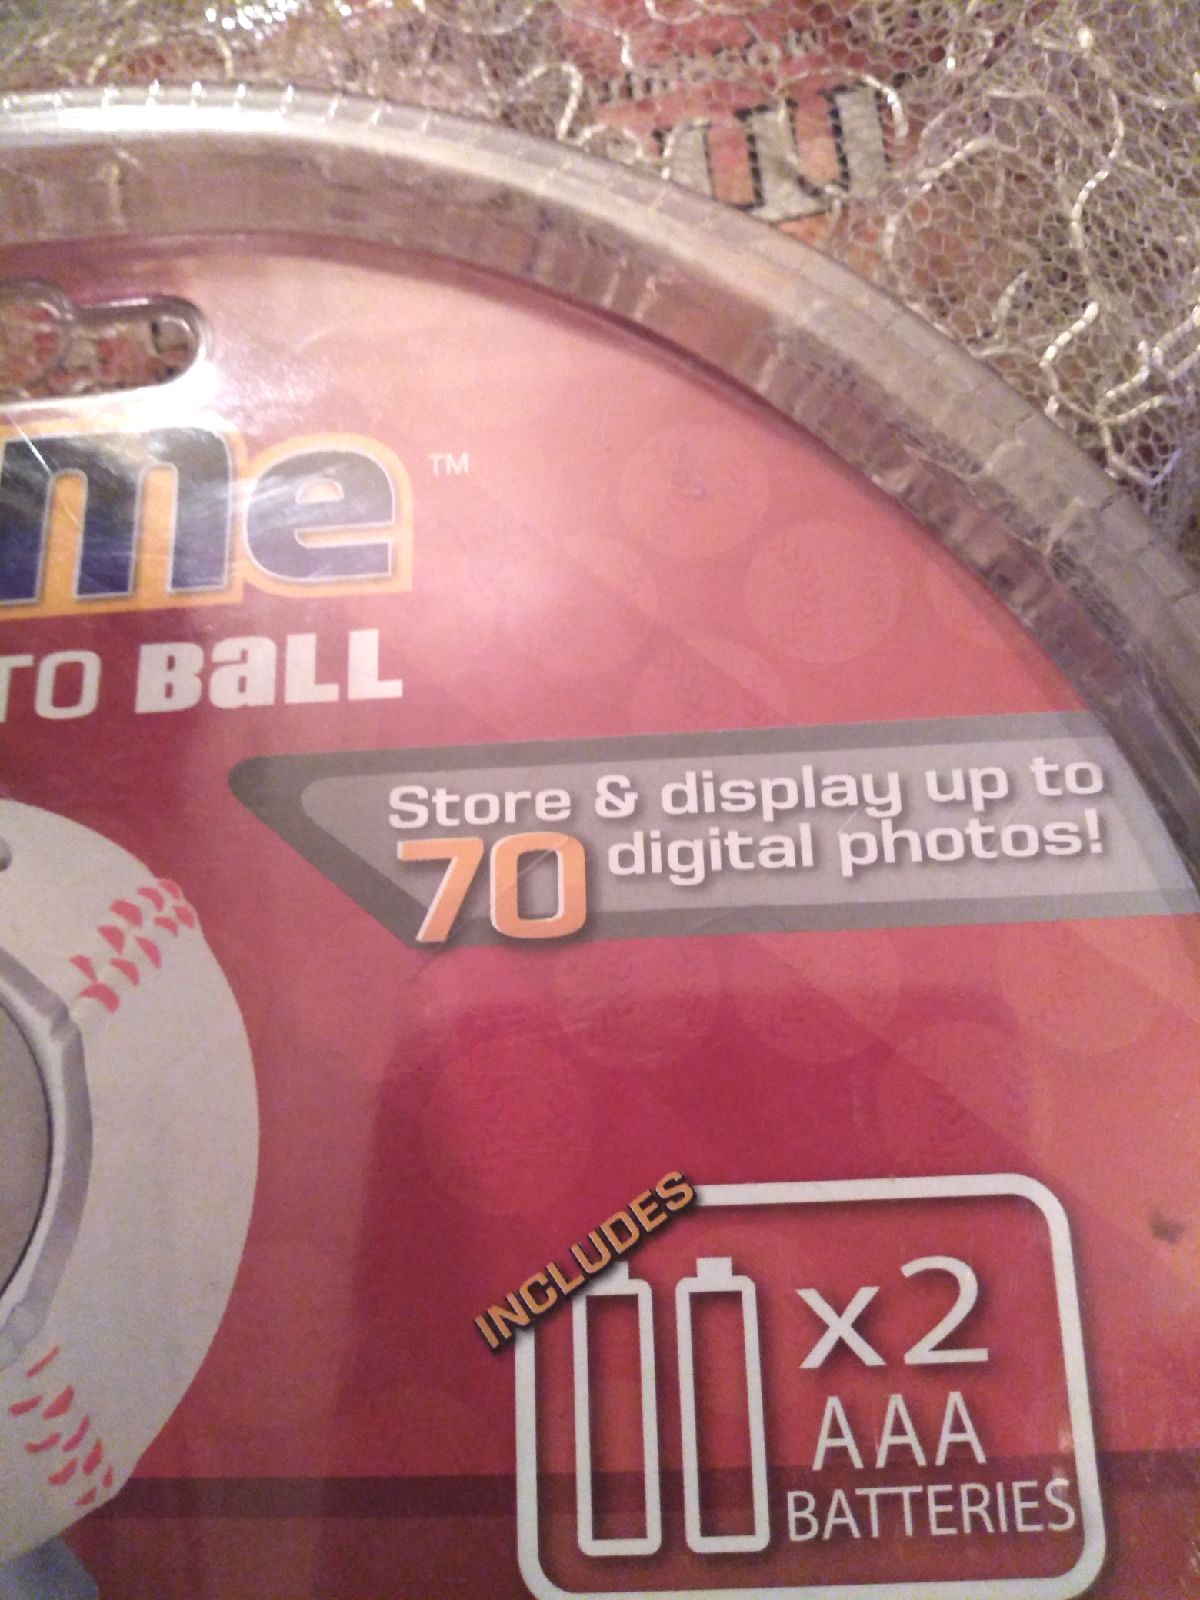 me™
TO BaLL
Store & display up to
70 digital photos!
INCLUDES
x2
AAA
BATTERIES